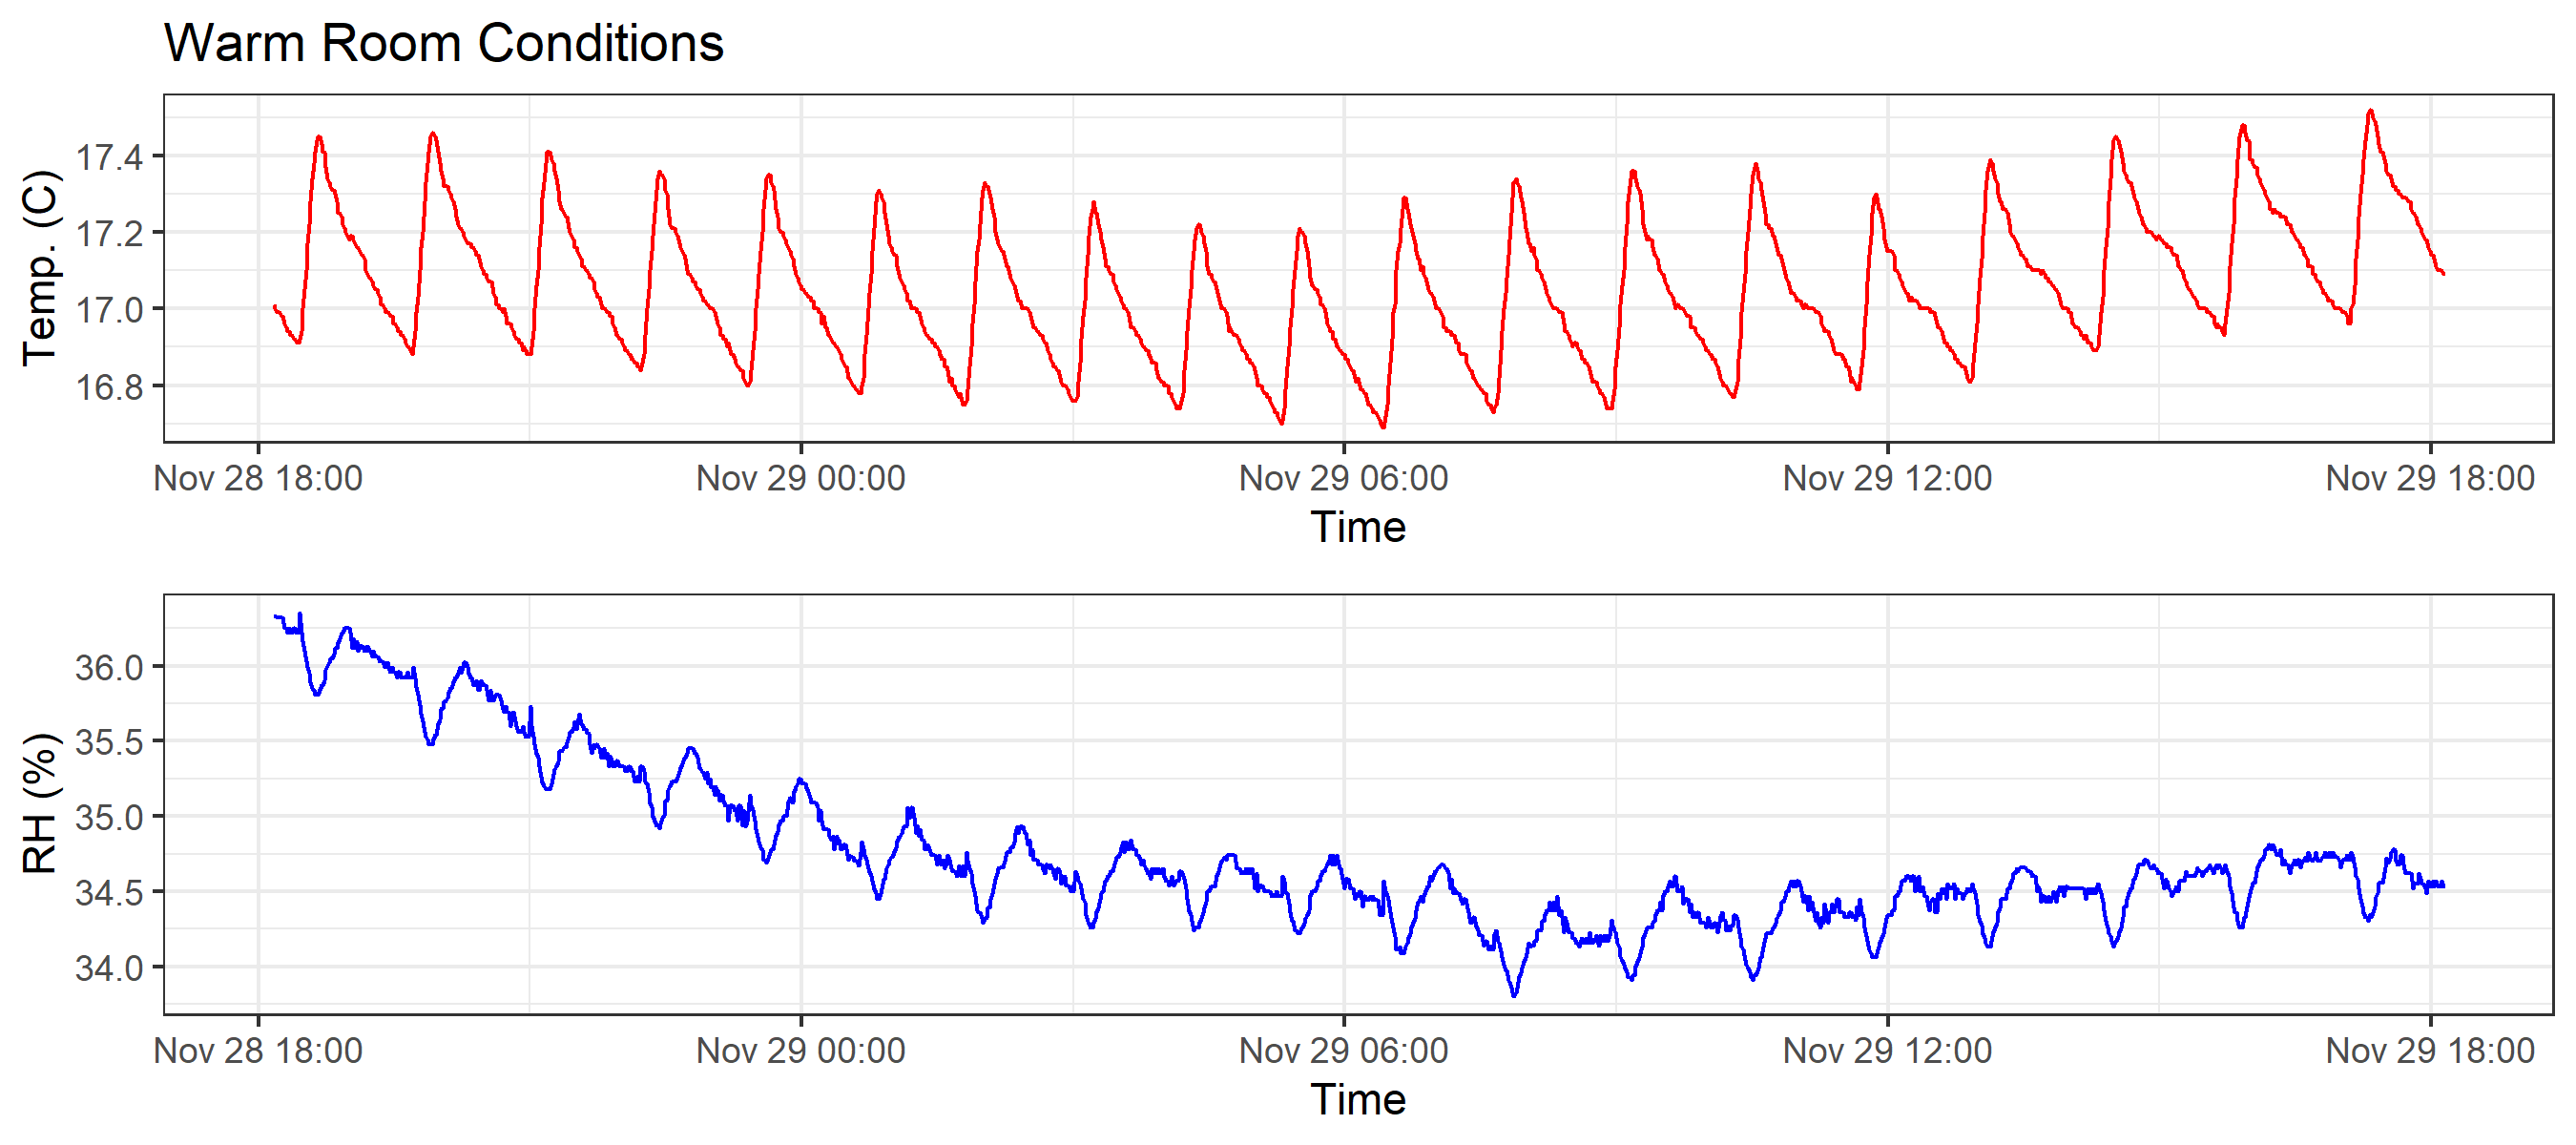 Warm Room Conditions
Temp. (C)
17.4
17.2
17.0
16.8
Nov 28 18:00 Nov 29 00:00 Nov 29 06:00 Nov 29 12:00 Nov 29 18:00
Time
RH (%)
36.0
35.5
35.0
34.5
34.0
Nov 28 18:00 Nov 29 00:00 Nov 29 06:00 Nov 29 12:00 Nov 29 18:00
Time